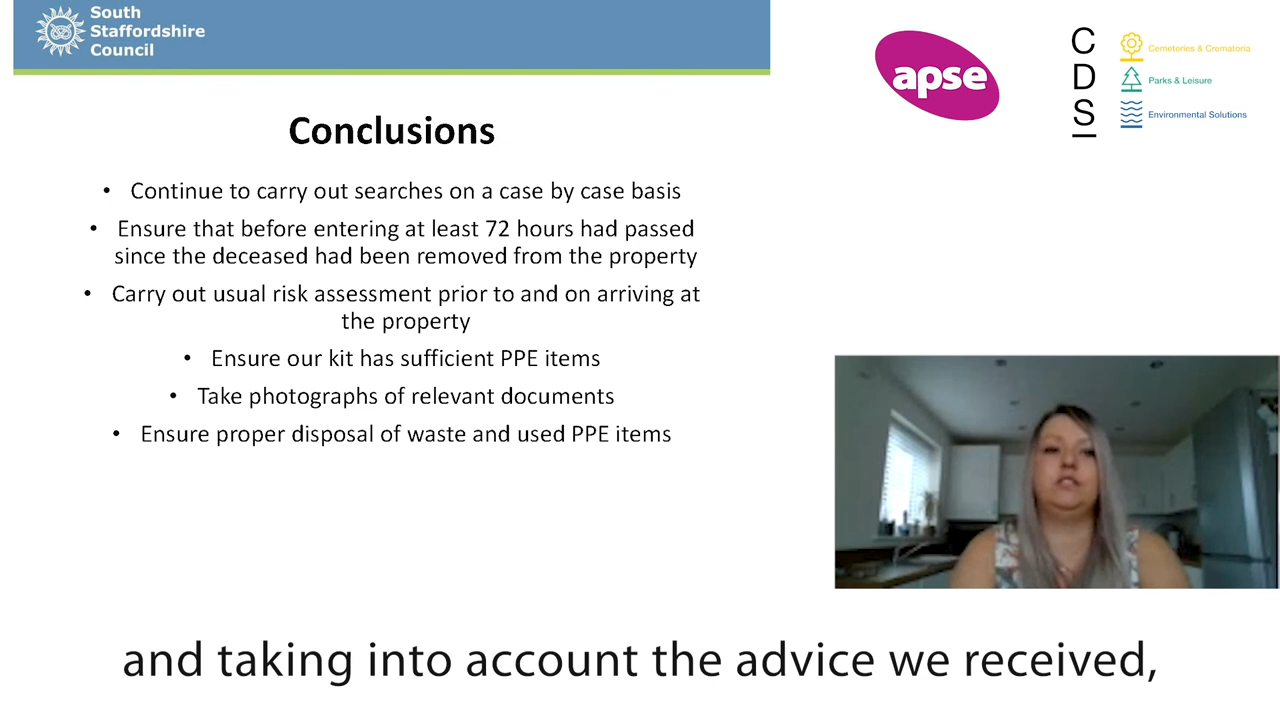 South
Staffordshire
Council
apse
C
D
S
Cemeteries & Crematoria
Parks & Leisure
Environmental Solutions
Conclusions
• Continue to carry out searches on a case by case basis
• Ensure that before entering at least 72 hours had passed
since the deceased had been removed from the property
• Carry out usual risk assessment prior to and on arriving at
the property
• Ensure our kit has sufficient PPE items
• Take photographs of relevant documents
• Ensure proper disposal of waste and used PPE items
and taking into account the advice we received,